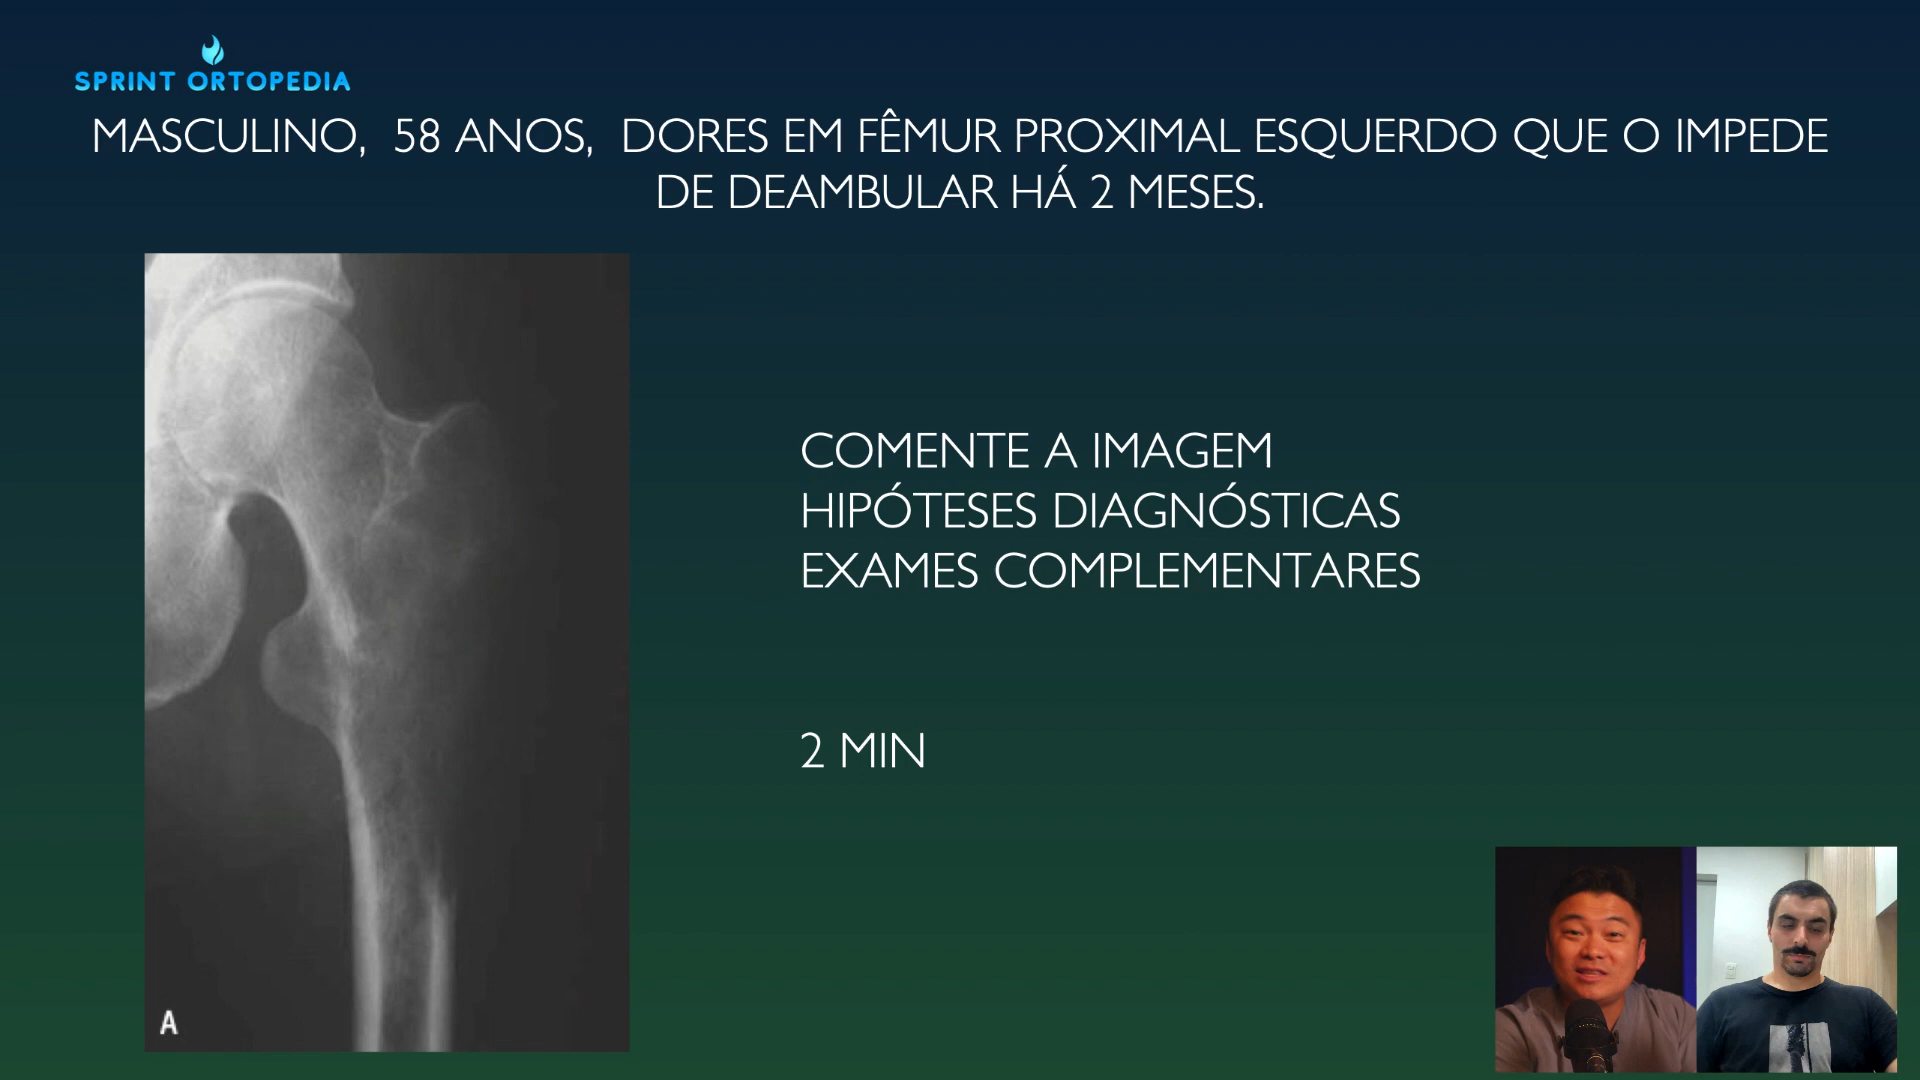 SPRINT ORTOPEDIA
MASCULINO, 58 ANOS, DORES EM FÊMUR PROXIMAL ESQUERDO QUE O IMPEDE
DE DEAMBULAR HÁ 2 MESES.
COMENTE A IMAGEM
HIPÓTESES DIAGNÓSTICAS
EXAMES COMPLEMENTARES
2 MIN
A